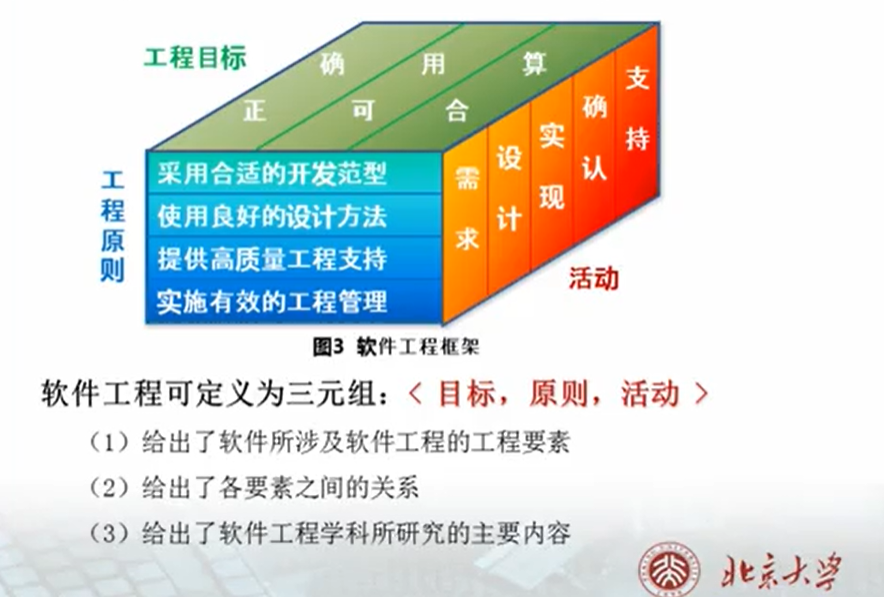 工程目标
正确
可用
合算
工程原则
采用合适的开发范型
使用良好的设计方法
提供高质量工程支持
实施有效的工程管理
需求
设计
实现
确认
支持
活动
图3 软件工程框架
软件工程可定义为三元组：< 目标，原则，活动 >
（1）给出了软件所涉及软件工程的工程要素
（2）给出了各要素之间的关系
（3）给出了软件工程学科所研究的主要内容
北京大学